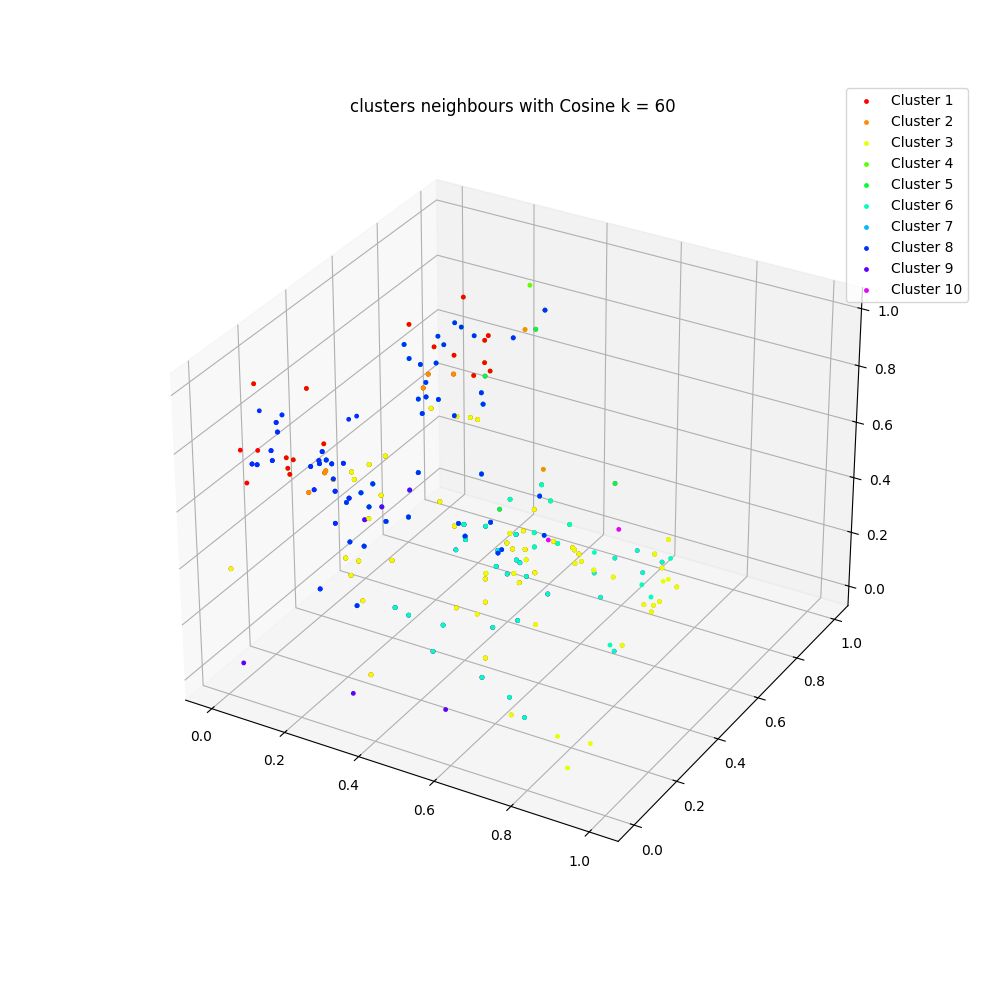 clusters neighbours with Cosine k = 60
Cluster 1
Cluster 2
Cluster 3
Cluster 4
Cluster 5
Cluster 6
Cluster 7
Cluster 8
Cluster 9
Cluster 10
1.0
0.8
0.6
0.4
0.2
0.0
0.0
0.2
0.4
0.6
0.8
1.0
0.0
0.2
0.4
0.6
0.8
1.0